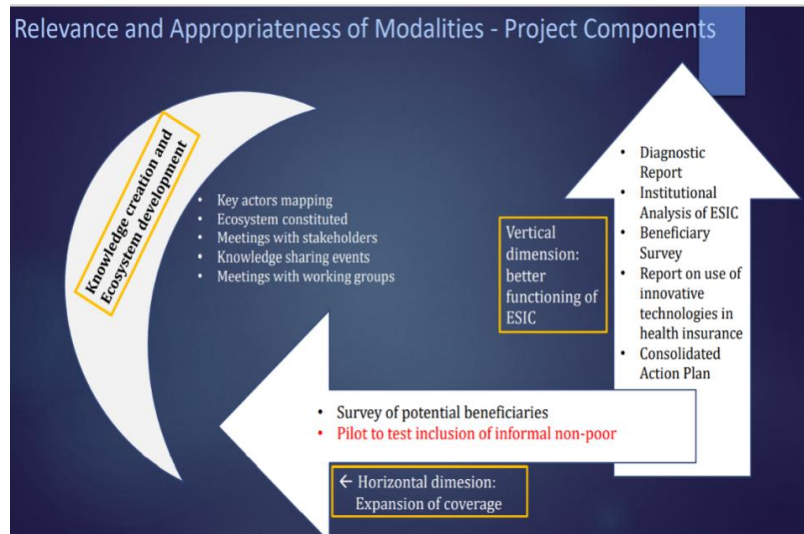 Relevance and Appropriateness of Modalities - Project Components
Knowledge creation and
Ecosystem development
• Key actors mapping
• Ecosystem constituted
• Meetings with stakeholders
• Knowledge sharing events
• Meetings with working groups
Vertical
dimension:
better
functioning of
ESIC
• Diagnostic
Report
• Institutional
Analysis of ESIC
• Beneficiary
Survey
• Report on use of
innovative
technologies in
health insurance
• Consolidated
Action Plan
• Survey of potential beneficiaries
• Pilot to test inclusion of informal non-poor
← Horizontal dimesion:
Expansion of coverage